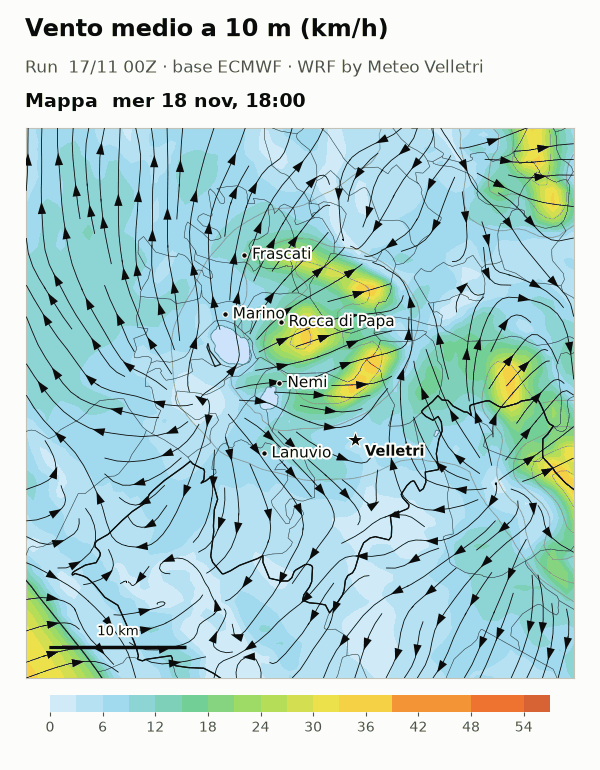 Vento medio a 10 m (km/h)
Run  17/11 00Z · base ECMWF · WRF by Meteo Velletri
Mappa  mer 18 nov, 18:00
Frascati
Marino
Rocca di Papa
Nemi
Velletri
Lanuvio
10 km
0 6 12 18 24 30 36 42 48 54